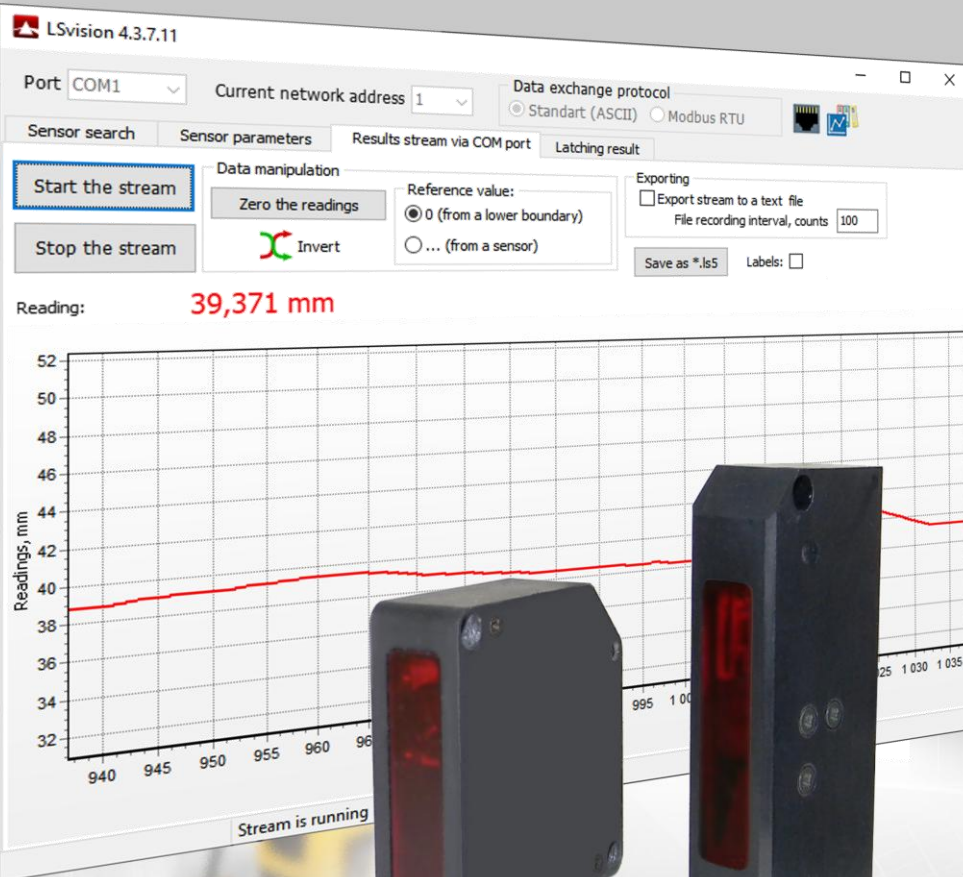 LSvision 4.3.7.11
Port COM1 Current network address 1
Data exchange protocol
Standart (ASCII) Modbus RTU
Sensor search Sensor parameters Results stream via COM port Latching result
Start the stream
Stop the stream
Data manipulation
Zero the readings
Invert
Reference value:
0 (from a lower boundary)
... (from a sensor)
Exporting
Export stream to a text file
File recording interval, counts 100
Save as *.ls5 Labels:
Reading: 39,371 mm
Readings, mm
52
50
48
46
44
42
40
38
36
34
32
940 945 950 955 960 995 1 030 1 035
Stream is running